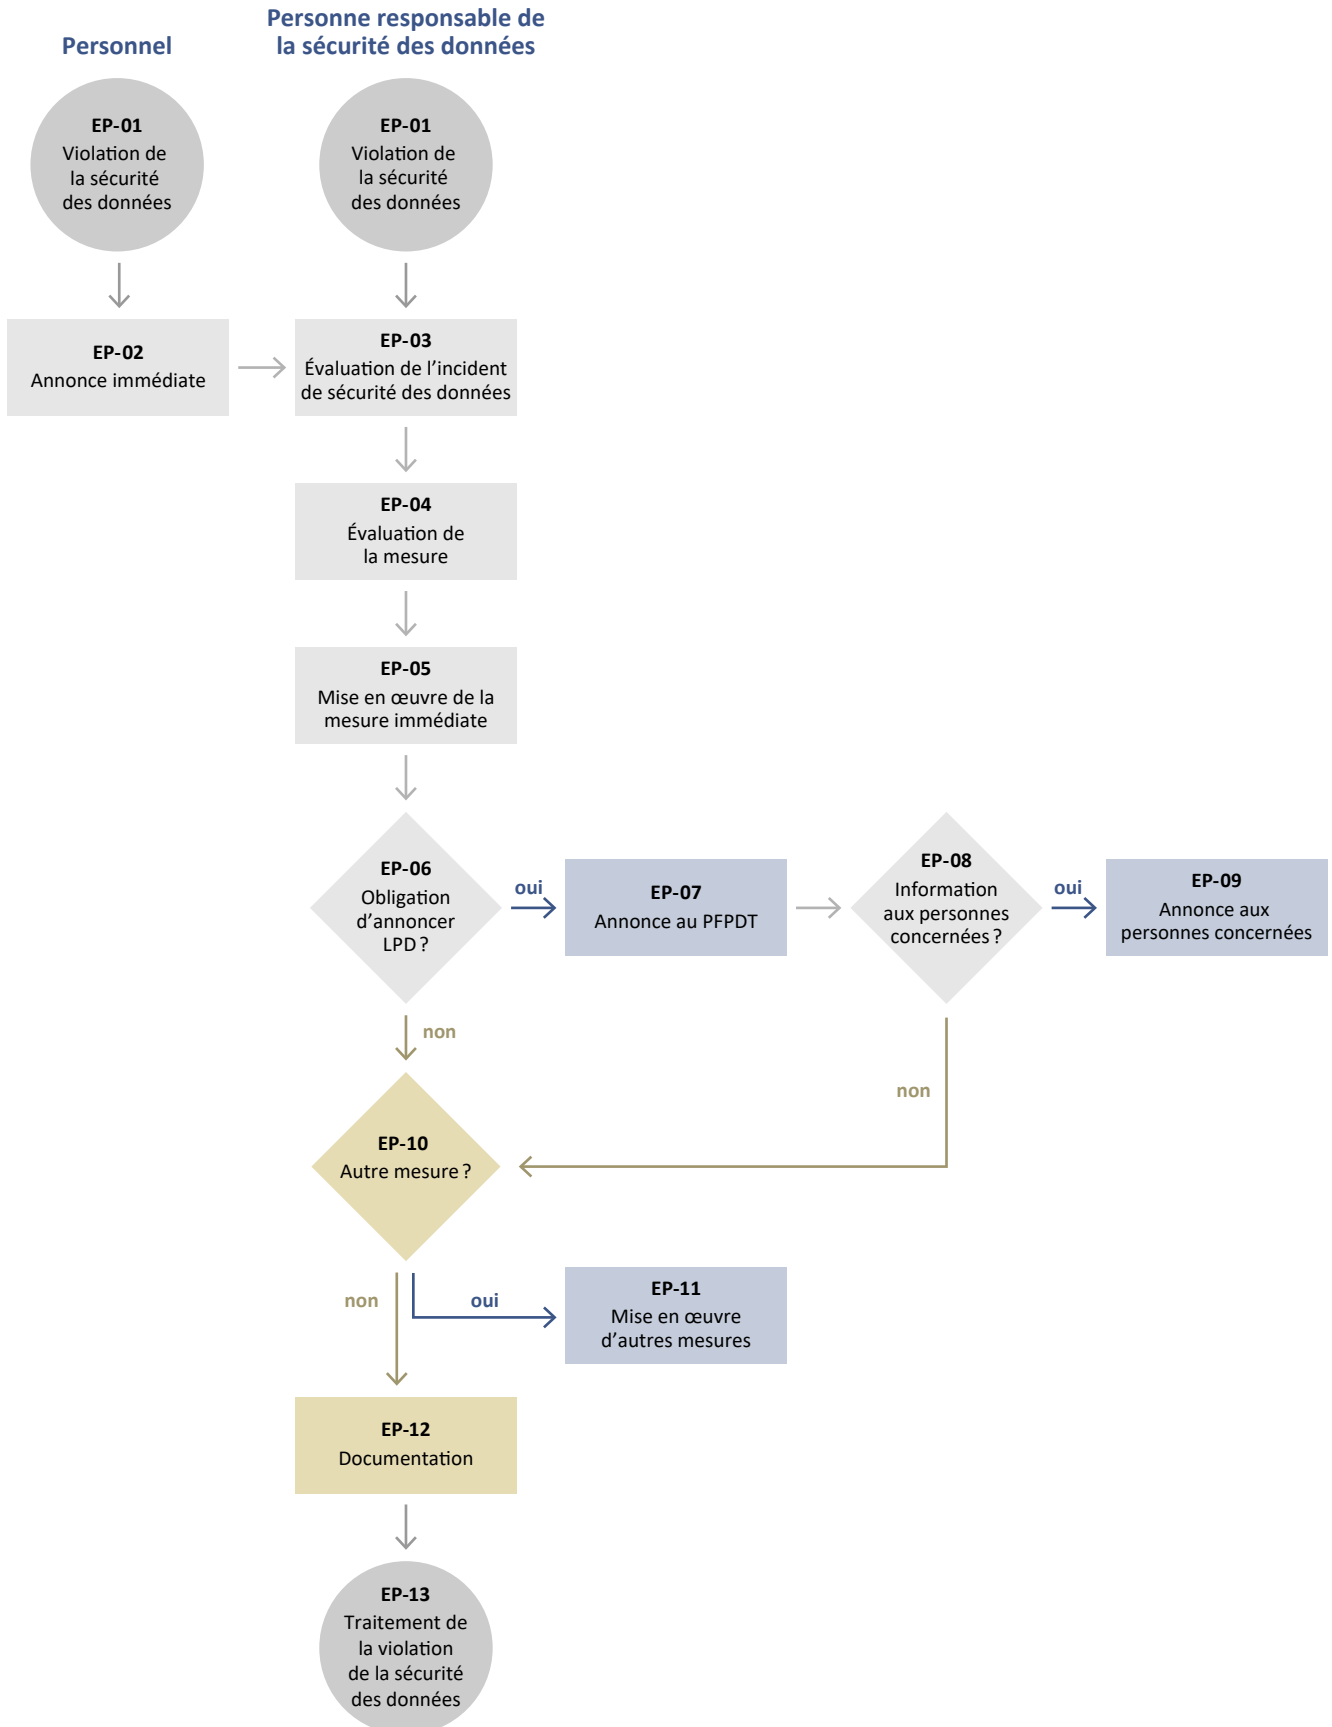 Personnel
Personne responsable de
la sécurité des données
EP-01
Violation de
la sécurité
des données
EP-01
Violation de
la sécurité
des données
EP-02
Annonce immédiate
EP-03
Évaluation de l’incident
de sécurité des données
EP-04
Évaluation de
la mesure
EP-05
Mise en œuvre de la
mesure immédiate
EP-06
Obligation
d’annoncer
LPD ?
oui
EP-07
Annonce au PFPDT
EP-08
Information
aux personnes
concernées ?
oui
EP-09
Annonce aux
personnes concernées
non
non
EP-10
Autre mesure ?
non
oui
EP-11
Mise en œuvre
d’autres mesures
EP-12
Documentation
EP-13
Traitement de
la violation
de la sécurité
des données